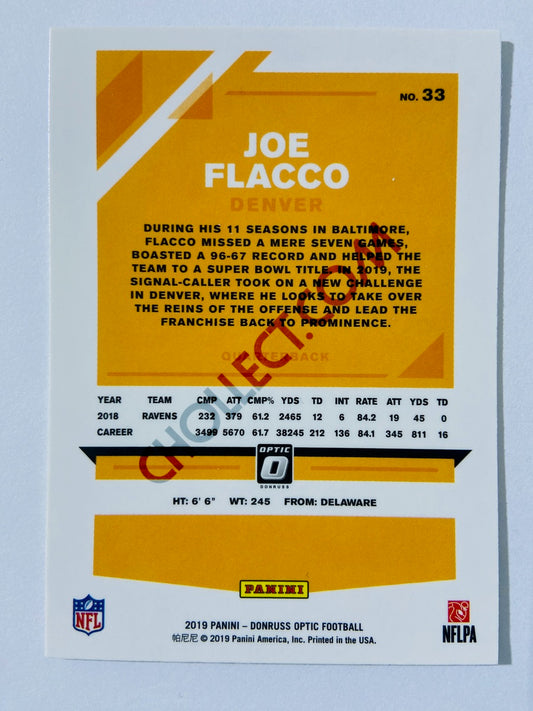 NO. 33
JOE
FLACCO
DENVER
DURING HIS 11 SEASONS IN BALTIMORE,
FLACCO MISSED A MERE SEVEN GAMES,
BOASTED A 96-67 RECORD AND HELPED THE
TEAM TO A SUPER BOWL TITLE. IN 2019, THE
SIGNAL-CALLER TOOK ON A NEW CHALLENGE
IN DENVER, WHERE HE LOOKS TO TAKE OVER
THE REINS OF THE OFFENSE AND LEAD THE
FRANCHISE BACK TO PROMINENCE.
QUARTERBACK
CHOLLECT.COM
YEAR TEAM CMP ATT CMP% YDS TD INT RATE ATT YDS TD
2018 RAVENS 232 379 61.2 2465 12 6 84.2 19 45 0
CAREER 3499 5670 61.7 38245 212 136 84.1 345 811 16
OPTIC
DONRUSS
HT: 6' 6" WT: 245 FROM: DELAWARE
PANINI
NFL
NFLPA
2019 PANINI – DONRUSS OPTIC FOOTBALL
帕尼尼 © 2019 Panini America, Inc. Printed in the USA.